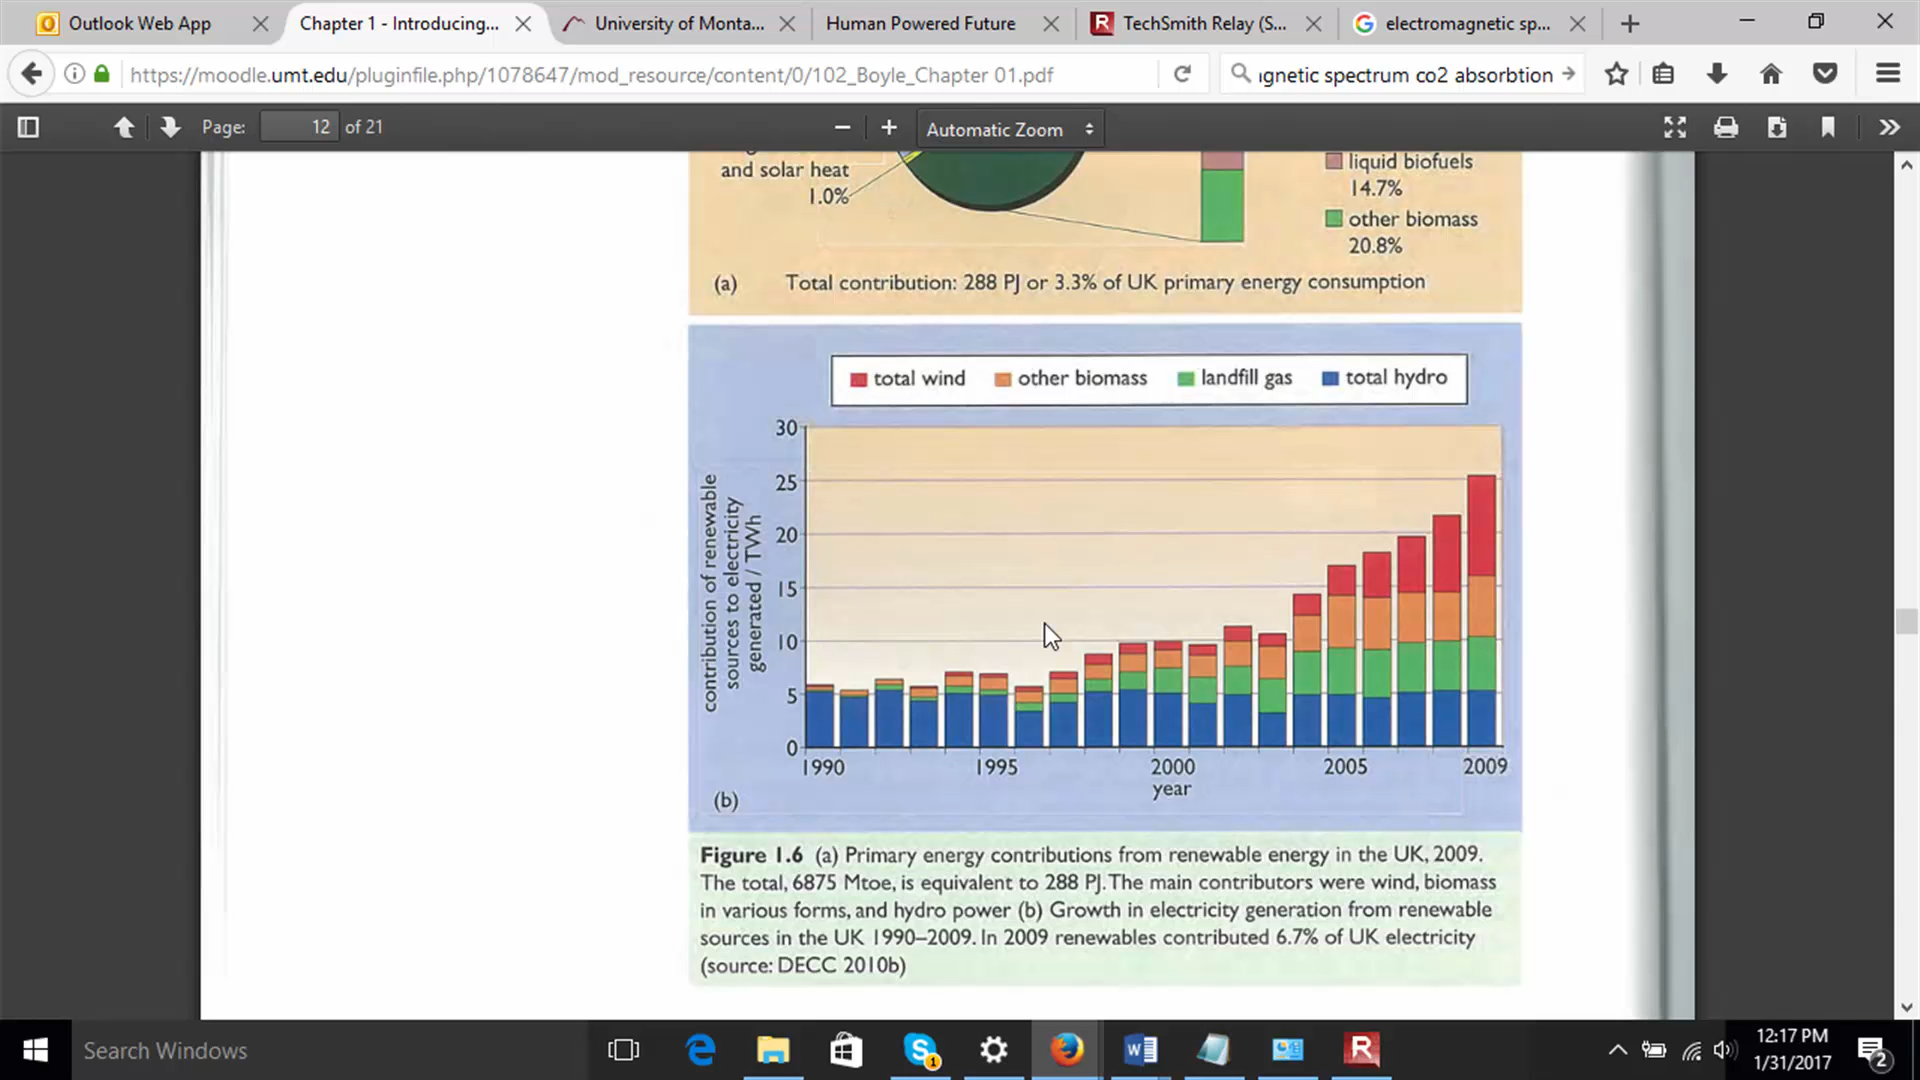 Outlook Web App
Chapter 1 - Introducing...
University of Monta...
Human Powered Future
TechSmith Relay (S...
electromagnetic sp...
https://moodle.umt.edu/pluginfile.php/1078647/mod_resource/content/0/102_Boyle_Chapter 01.pdf
ignetic spectrum co2 absorbtion
Page: 12 of 21
Automatic Zoom
and solar heat
1.0%
liquid biofuels
14.7%
other biomass
20.8%
(a) Total contribution: 288 PJ or 3.3% of UK primary energy consumption
total wind other biomass landfill gas total hydro
contribution of renewable
sources to electricity
generated / TWh
30
25
20
15
10
5
0
1990 1995 2000 2005 2009
year
(b)
Figure 1.6 (a) Primary energy contributions from renewable energy in the UK, 2009.
The total, 6875 Mtoe, is equivalent to 288 PJ. The main contributors were wind, biomass
in various forms, and hydro power (b) Growth in electricity generation from renewable
sources in the UK 1990–2009. In 2009 renewables contributed 6.7% of UK electricity
(source: DECC 2010b)
Search Windows
1
12:17 PM
1/31/2017
2